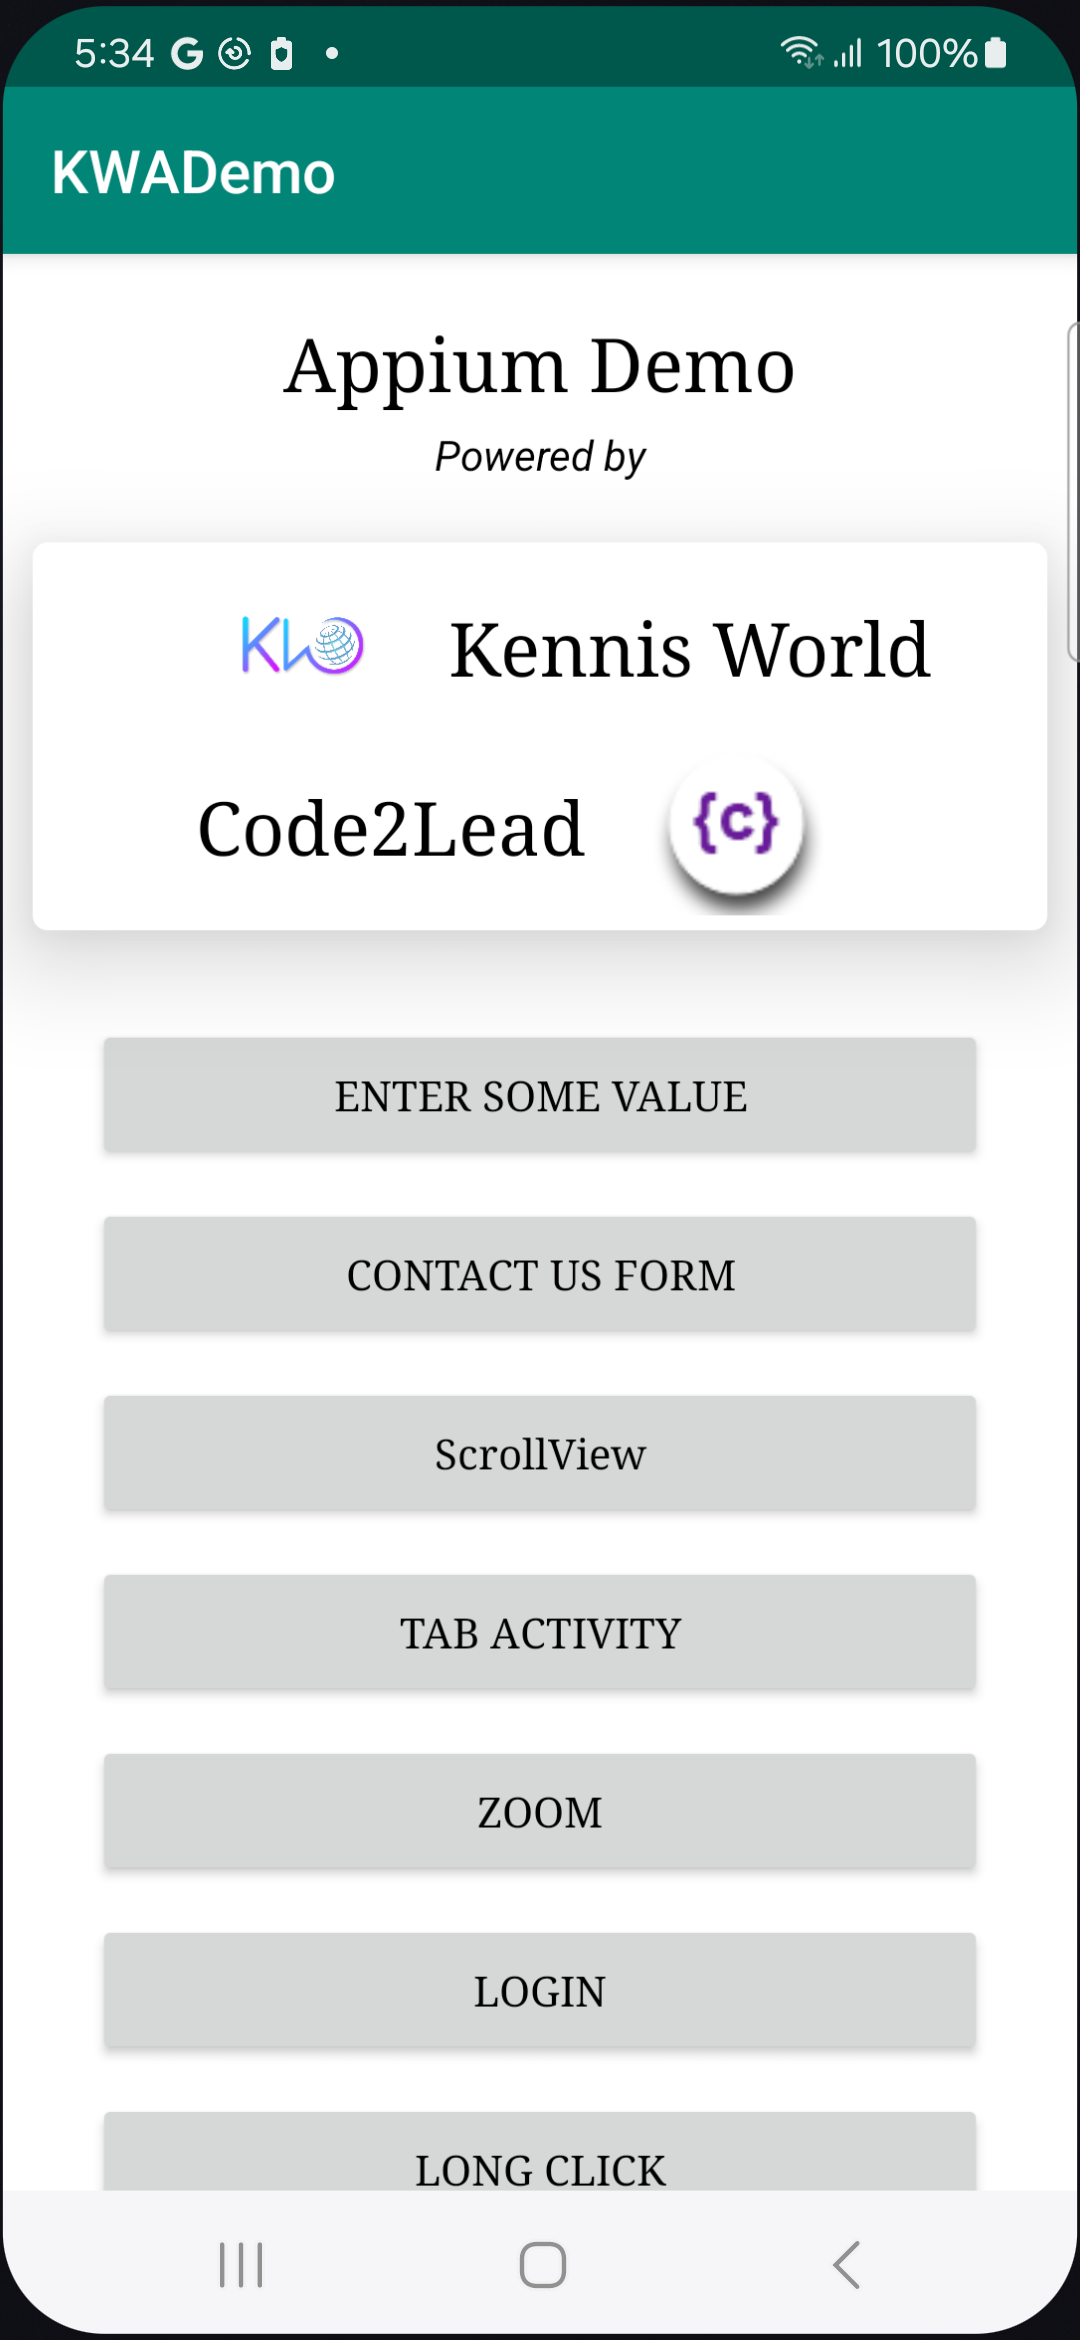 5:34 G 100%
KWADemo
Appium Demo
Powered by
KW Kennis World
Code2Lead {c}
ENTER SOME VALUE
CONTACT US FORM
ScrollView
TAB ACTIVITY
ZOOM
LOGIN
LONG CLICK